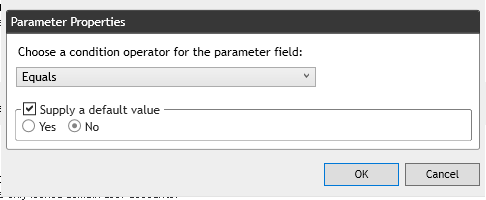 Parameter Properties
Choose a condition operator for the parameter field:
Equals
Supply a default value
Yes No
OK Cancel